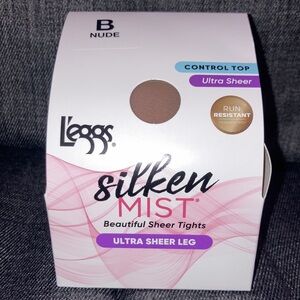 B
NUDE
CONTROL TOP
Ultra Sheer
RUN
RESISTANT
L'eggs®
silken
MIST®
Beautiful Sheer Tights
ULTRA SHEER LEG